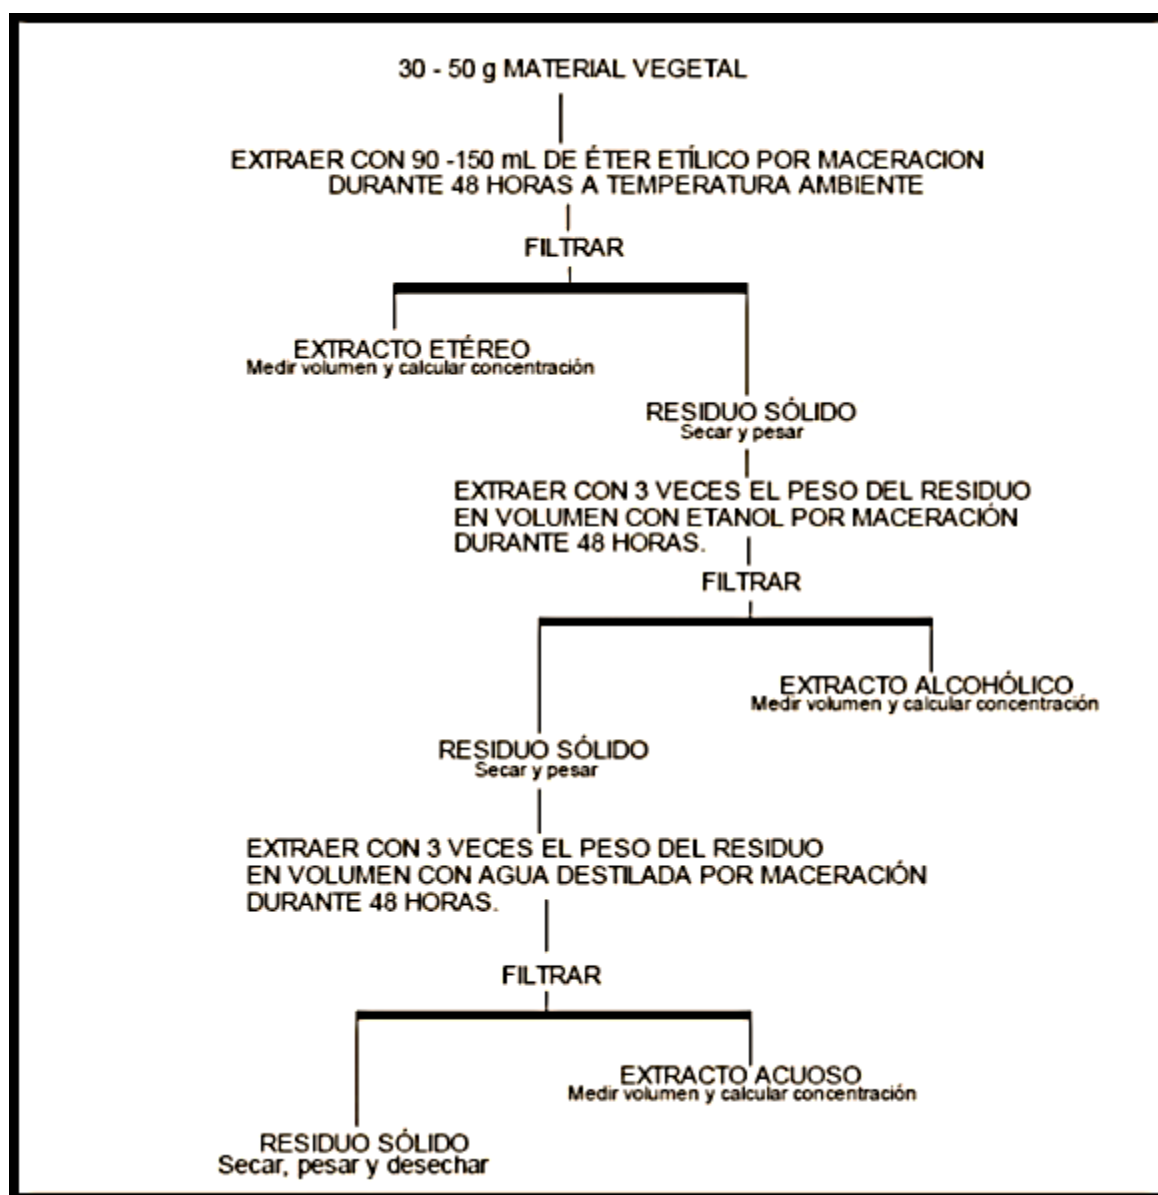 30 - 50 g MATERIAL VEGETAL
EXTRAER CON 90 -150 mL DE ÉTER ETÍLICO POR MACERACION
DURANTE 48 HORAS A TEMPERATURA AMBIENTE
FILTRAR
EXTRACTO ETÉREO
Medir volumen y calcular concentración
RESIDUO SÓLIDO
Secar y pesar
EXTRAER CON 3 VECES EL PESO DEL RESIDUO
EN VOLUMEN CON ETANOL POR MACERACIÓN
DURANTE 48 HORAS.
FILTRAR
EXTRACTO ALCOHÓLICO
Medir volumen y calcular concentración
RESIDUO SÓLIDO
Secar y pesar
EXTRAER CON 3 VECES EL PESO DEL RESIDUO
EN VOLUMEN CON AGUA DESTILADA POR MACERACIÓN
DURANTE 48 HORAS.
FILTRAR
EXTRACTO ACUOSO
Medir volumen y calcular concentración
RESIDUO SÓLIDO
Secar, pesar y desechar